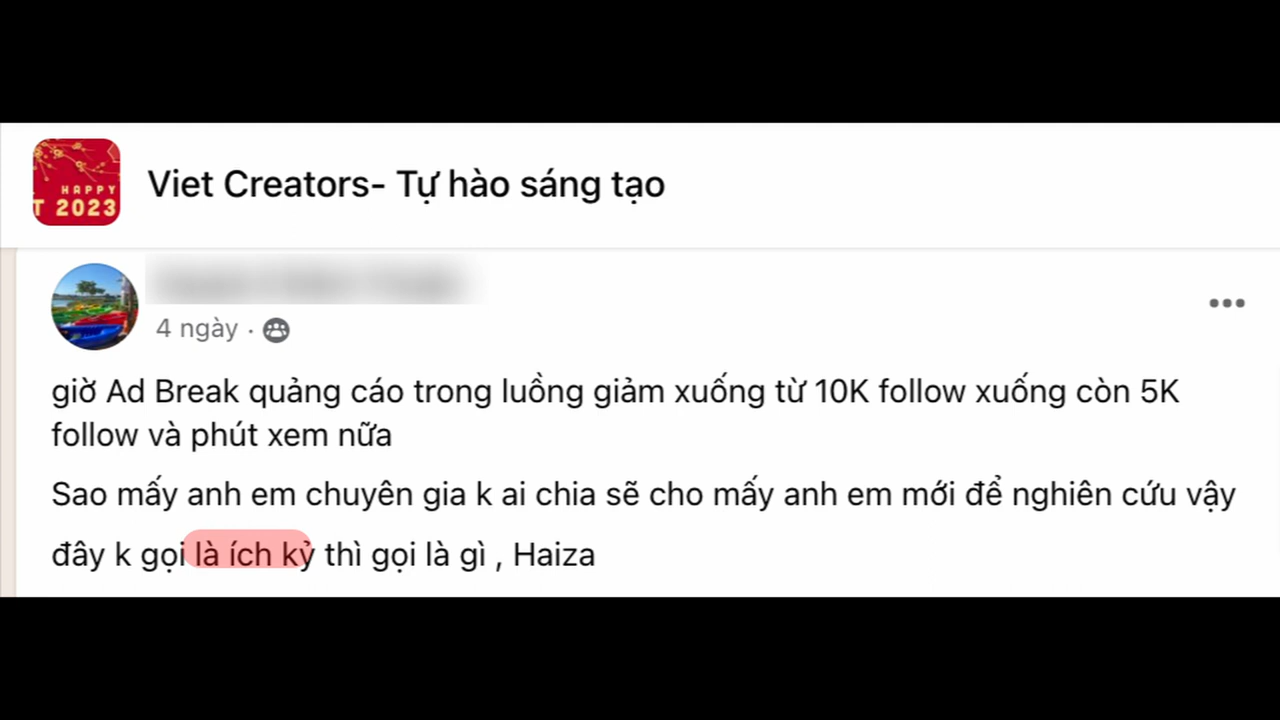 HAPPY
T 2023
Viet Creators- Tự hào sáng tạo
4 ngày ·
giờ Ad Break quảng cáo trong luồng giảm xuống từ 10K follow xuống còn 5K
follow và phút xem nữa
Sao mấy anh em chuyên gia k ai chia sẽ cho mấy anh em mới để nghiên cứu vậy
đây k gọi là ích kỷ thì gọi là gì , Haiza